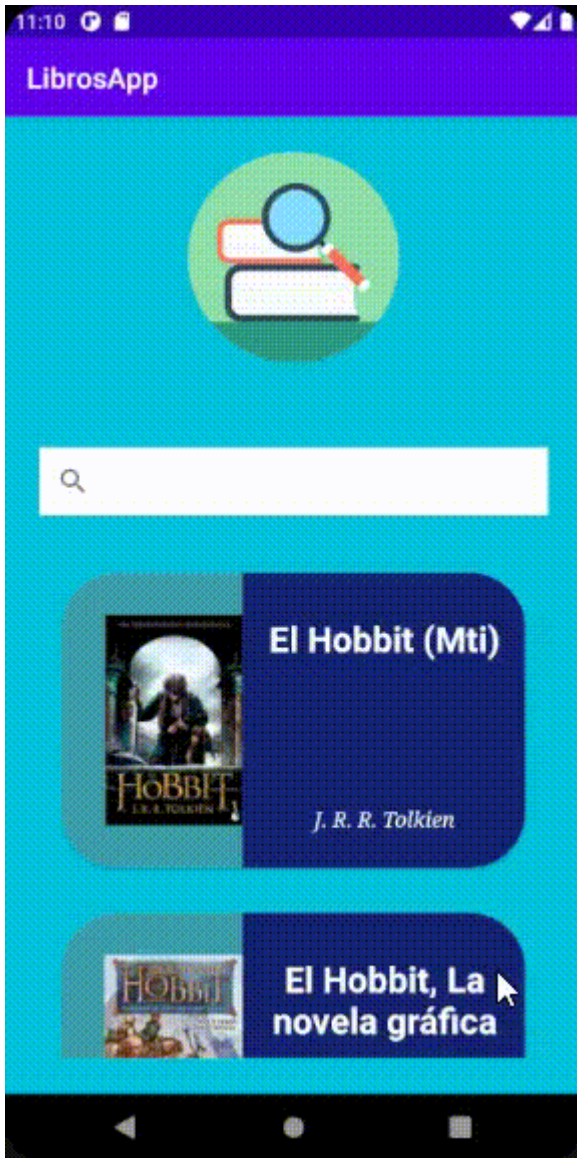 11:10
LibrosApp
El Hobbit (Mti)
HOBBIT
J. R. R. TOLKIEN
J. R. R. Tolkien
HOBBIT
El Hobbit, La
novela gráfica